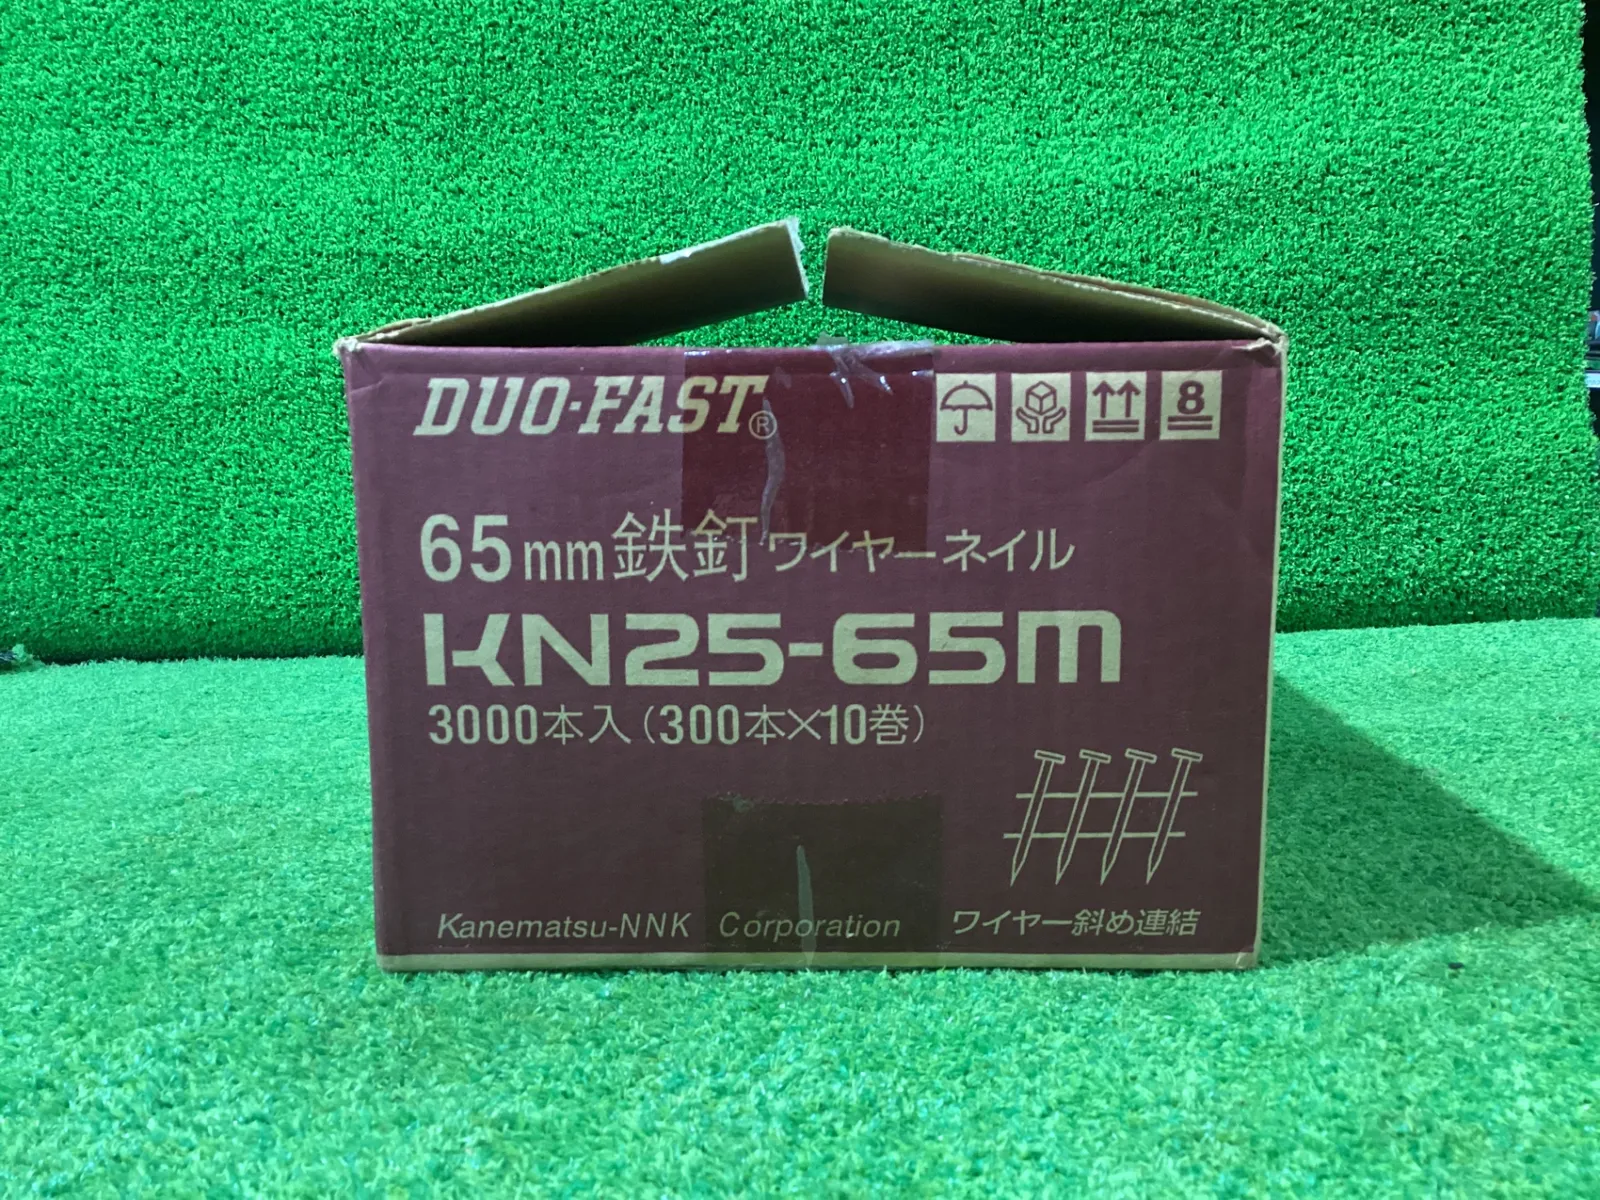 DUO-FAST®
8
65mm鉄釘ワイヤーネイル
KN25-65M
3000本入(300本×10巻)
Kanematsu-NNK Corporation
ワイヤー斜め連結